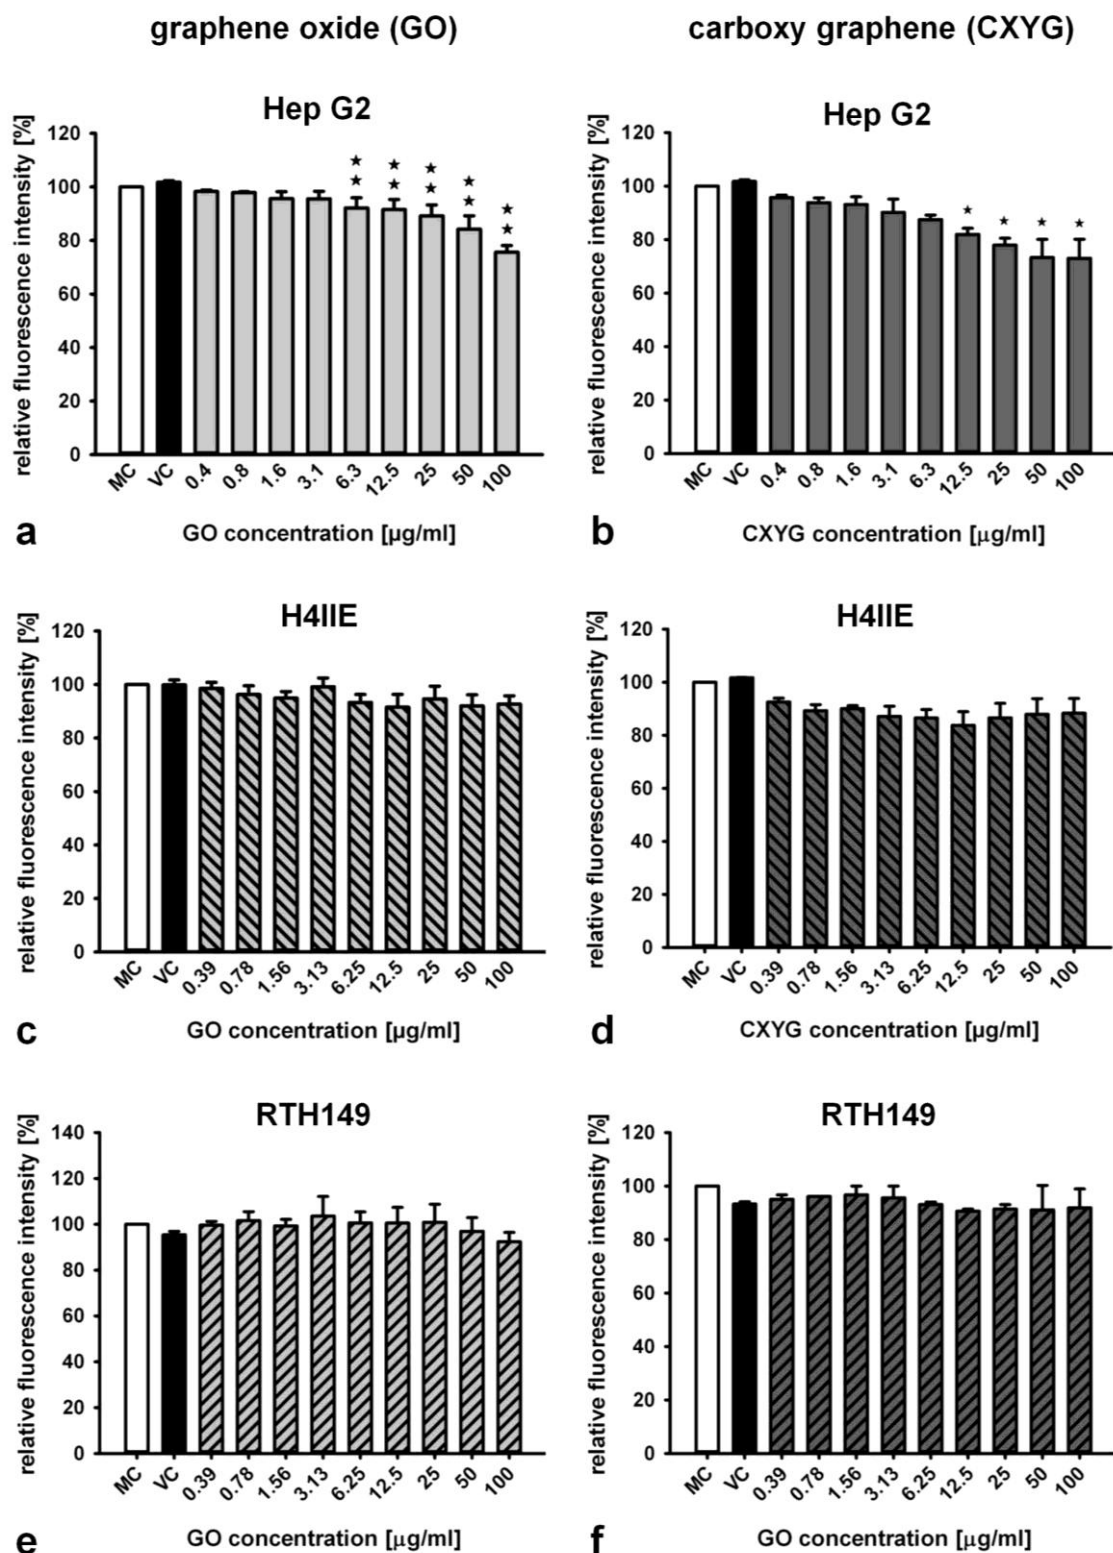 graphene oxide (GO)
carboxy graphene (CXYG)
Hep G2
relative fluorescence intensity [%]
120
100
80
60
40
20
0
★ ★ ★ ★ ★
★ ★ ★ ★ ★
MC VC 0.4 0.8 1.6 3.1 6.3 12.5 25 50 100
a
GO concentration [µg/ml]
Hep G2
relative fluorescence intensity [%]
120
100
80
60
40
20
0
★ ★ ★ ★
MC VC 0.4 0.8 1.6 3.1 6.3 12.5 25 50 100
b
CXYG concentration [µg/ml]
H4IIE
relative fluorescence intensity [%]
120
100
80
60
40
20
0
MC VC 0.39 0.78 1.56 3.13 6.25 12.5 25 50 100
c
GO concentration [µg/ml]
H4IIE
relative fluorescence intensity [%]
120
100
80
60
40
20
0
MC VC 0.39 0.78 1.56 3.13 6.25 12.5 25 50 100
d
CXYG concentration [µg/ml]
RTH149
relative fluorescence intensity [%]
140
120
100
80
60
40
20
0
MC VC 0.39 0.78 1.56 3.13 6.25 12.5 25 50 100
e
GO concentration [µg/ml]
RTH149
relative fluorescence intensity [%]
120
100
80
60
40
20
0
MC VC 0.39 0.78 1.56 3.13 6.25 12.5 25 50 100
f
GO concentration [µg/ml]